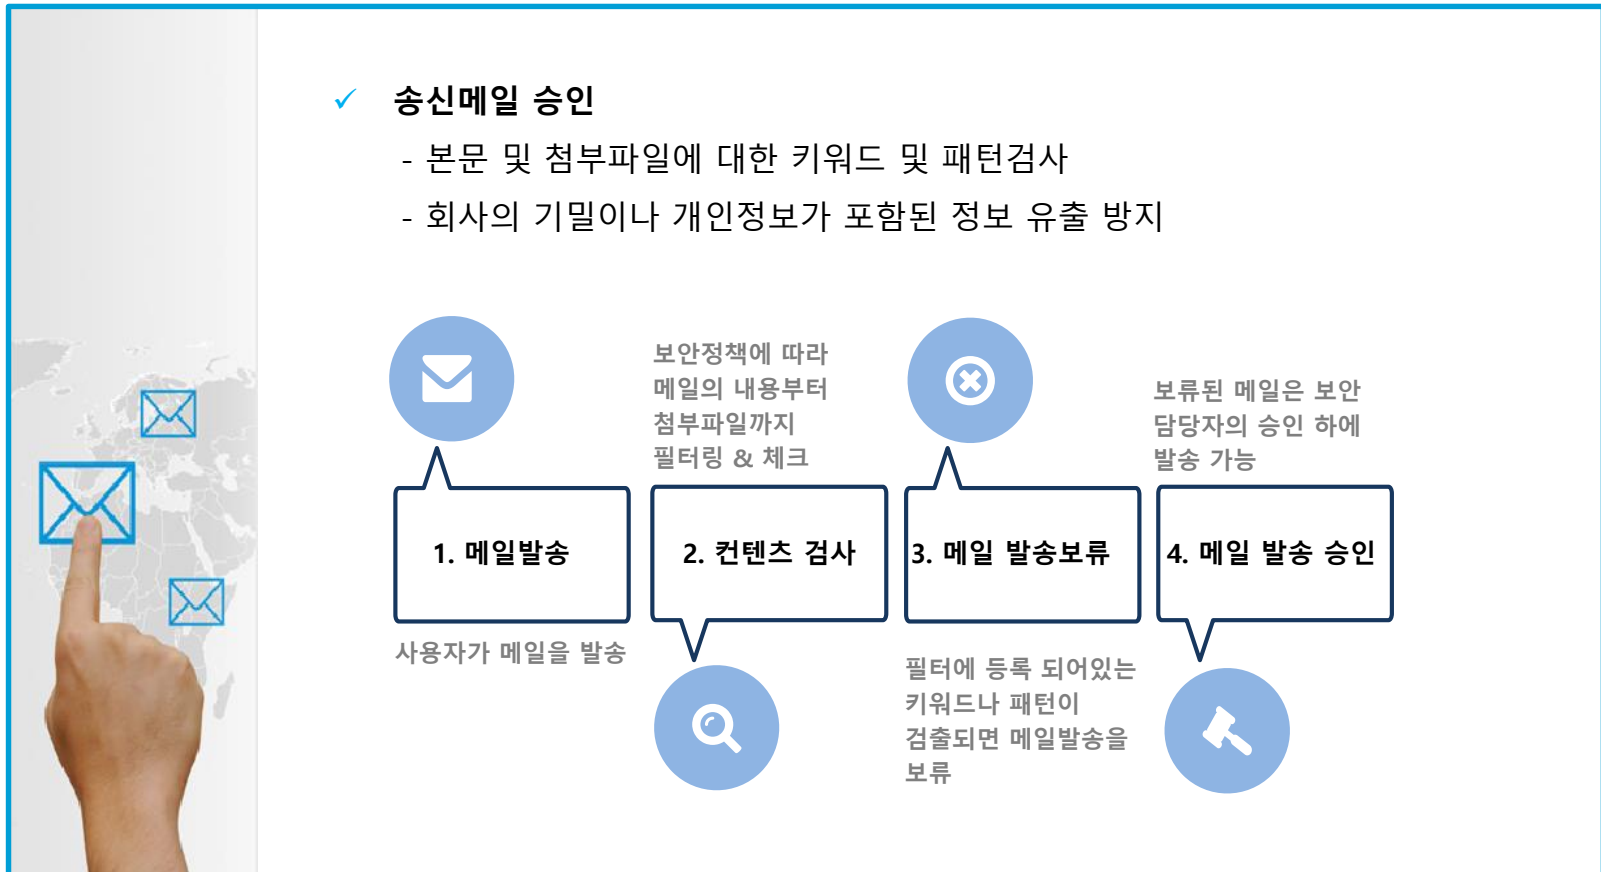 송신메일 승인
- 본문 및 첨부파일에 대한 키워드 및 패턴검사
- 회사의 기밀이나 개인정보가 포함된 정보 유출 방지
1. 메일발송
사용자가 메일을 발송
보안정책에 따라
메일의 내용부터
첨부파일까지
필터링 & 체크
2. 컨텐츠 검사
3. 메일 발송보류
필터에 등록 되어있는
키워드나 패턴이
검출되면 메일발송을
보류
보류된 메일은 보안
담당자의 승인 하에
발송 가능
4. 메일 발송 승인